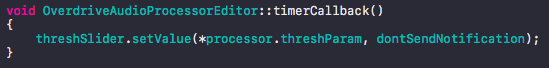 void OverdriveAudioProcessorEditor::timerCallback()
{
    threshSlider.setValue(*processor.threshParam, dontSendNotification);
}